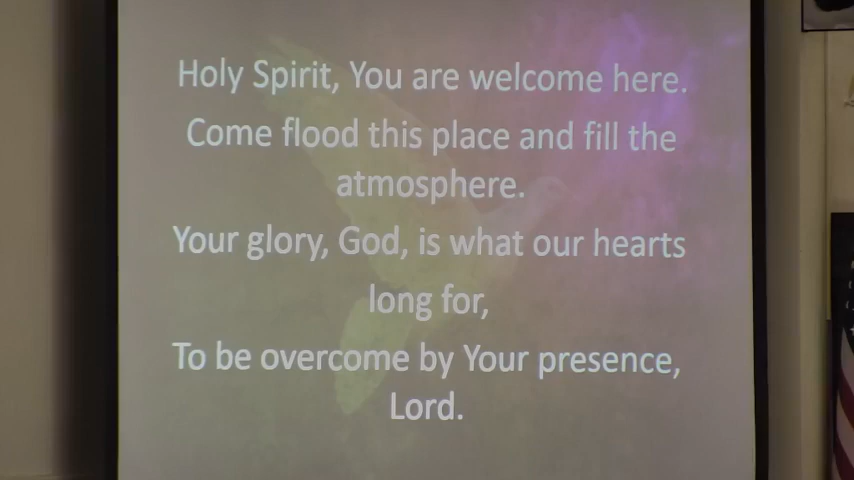 Holy Spirit, You are welcome here.
Come flood this place and fill the
atmosphere.
Your glory, God, is what our hearts
long for,
To be overcome by Your presence,
Lord.